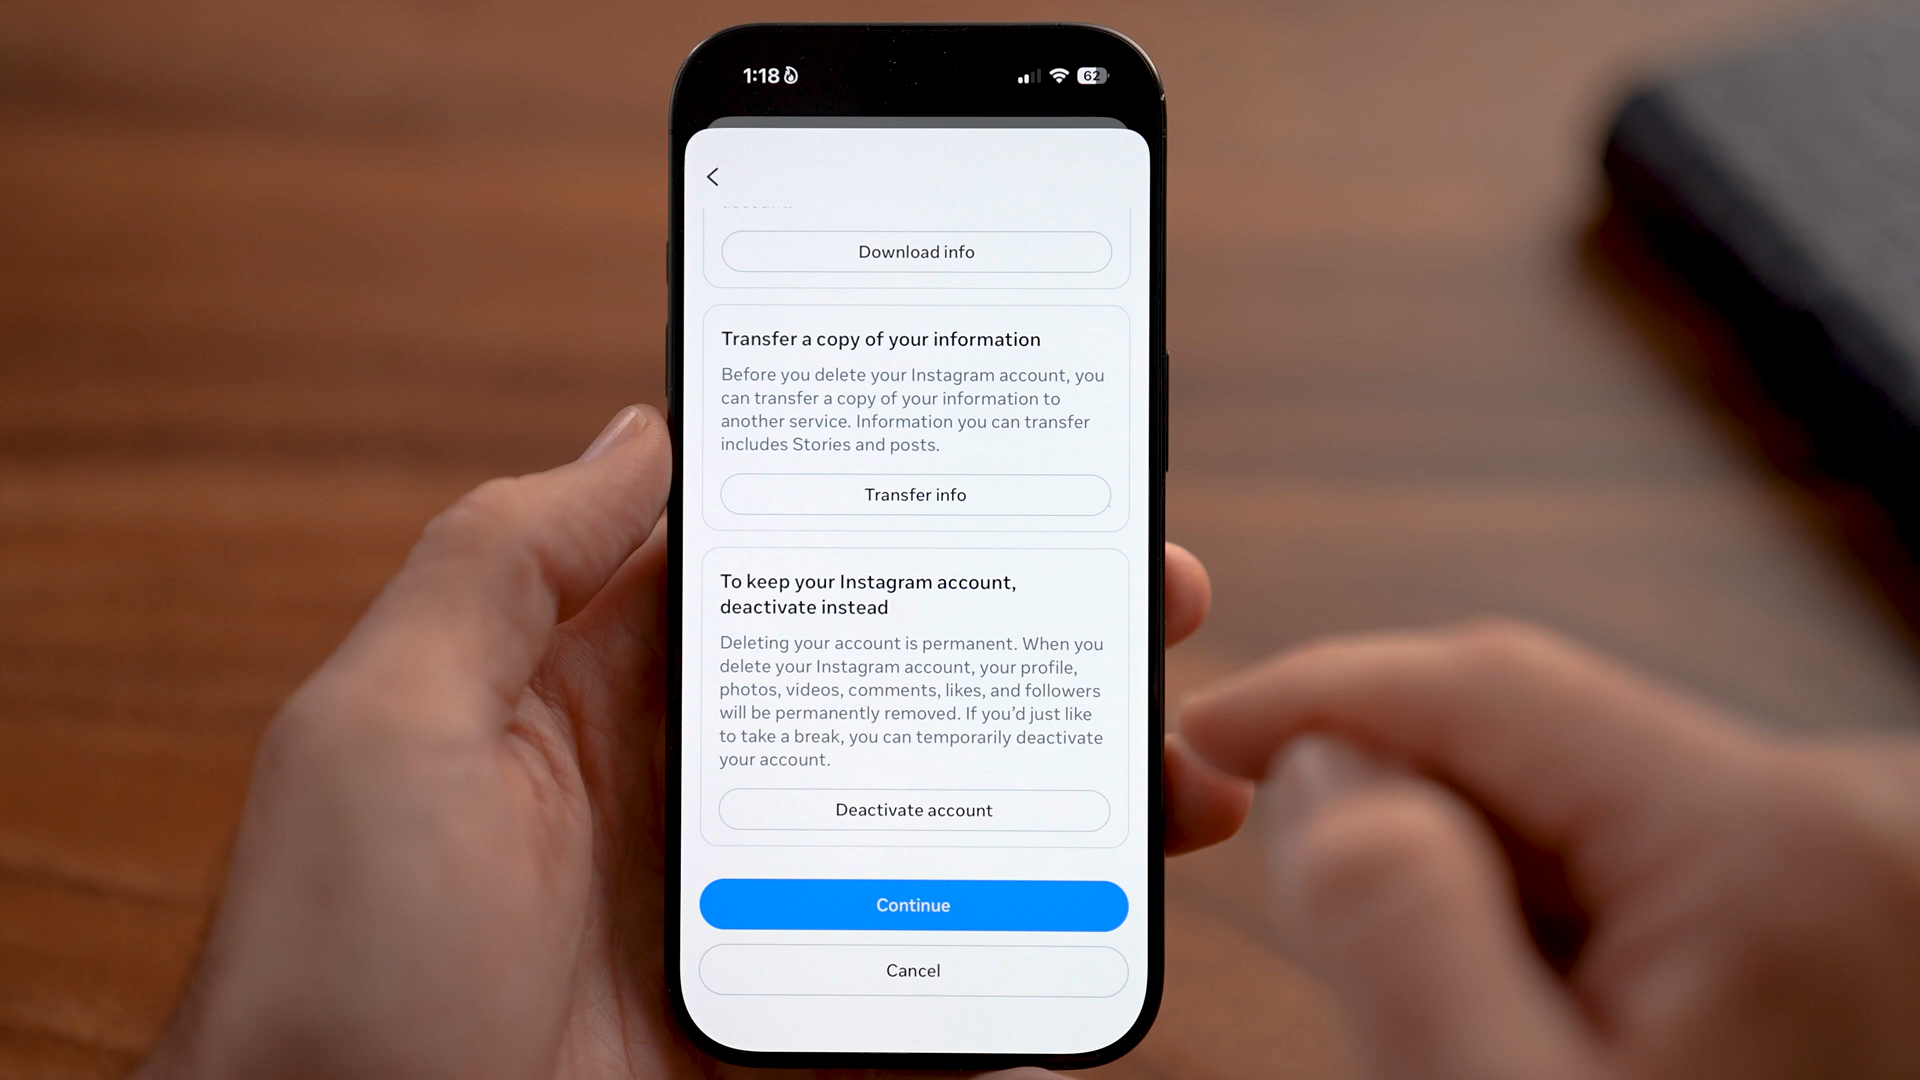 1:18
62
Download info
Transfer a copy of your information
Before you delete your Instagram account, you
can transfer a copy of your information to
another service. Information you can transfer
includes Stories and posts.
Transfer info
To keep your Instagram account,
deactivate instead
Deleting your account is permanent. When you
delete your Instagram account, your profile,
photos, videos, comments, likes, and followers
will be permanently removed. If you’d just like
to take a break, you can temporarily deactivate
your account.
Deactivate account
Continue
Cancel